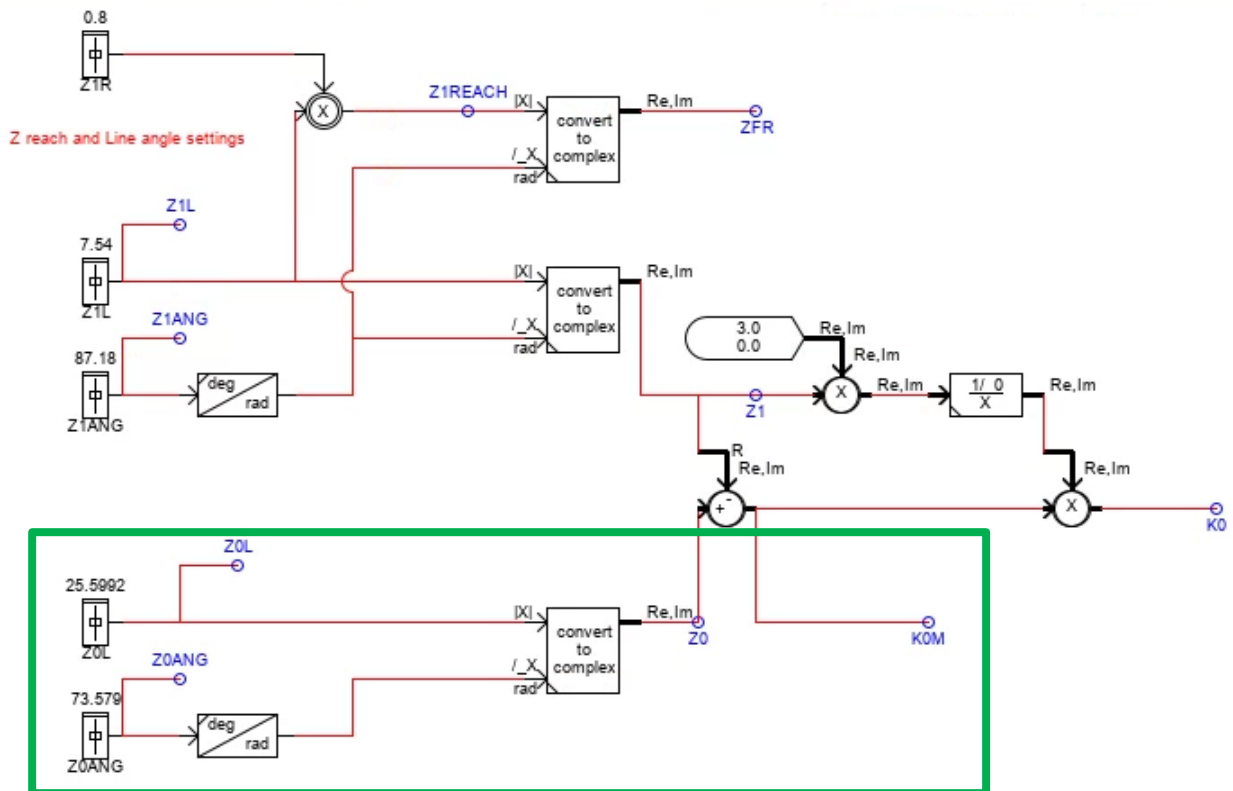 0.8
Z1R
Z reach and Line angle settings
X
Z1REACH
|X|
/_X
rad
convert
to
complex
Re,Im
ZFR
Z1L
7.54
Z1L
|X|
/_X
rad
convert
to
complex
Re,Im
Z1ANG
87.18
Z1ANG
deg
rad
3.0
0.0
Re,Im
Re,Im
Z1
X
Re,Im
1/_0
X
Re,Im
R
Re,Im
+
-
Re,Im
X
K0
Z0L
25.5992
Z0L
|X|
/_X
rad
convert
to
complex
Re,Im
Z0
K0M
Z0ANG
73.579
Z0ANG
deg
rad